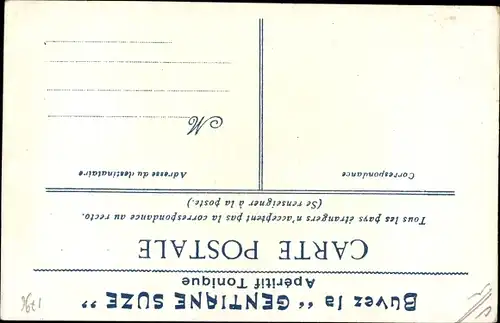 Buvez la “ GENTIANE SUZE ”
Apéritif Tonique
CARTE POSTALE
Tous les pays étrangers n'acceptent pas la correspondance au recto.
(Se renseigner à la poste.)
Correspondance
Adresse du destinataire
M